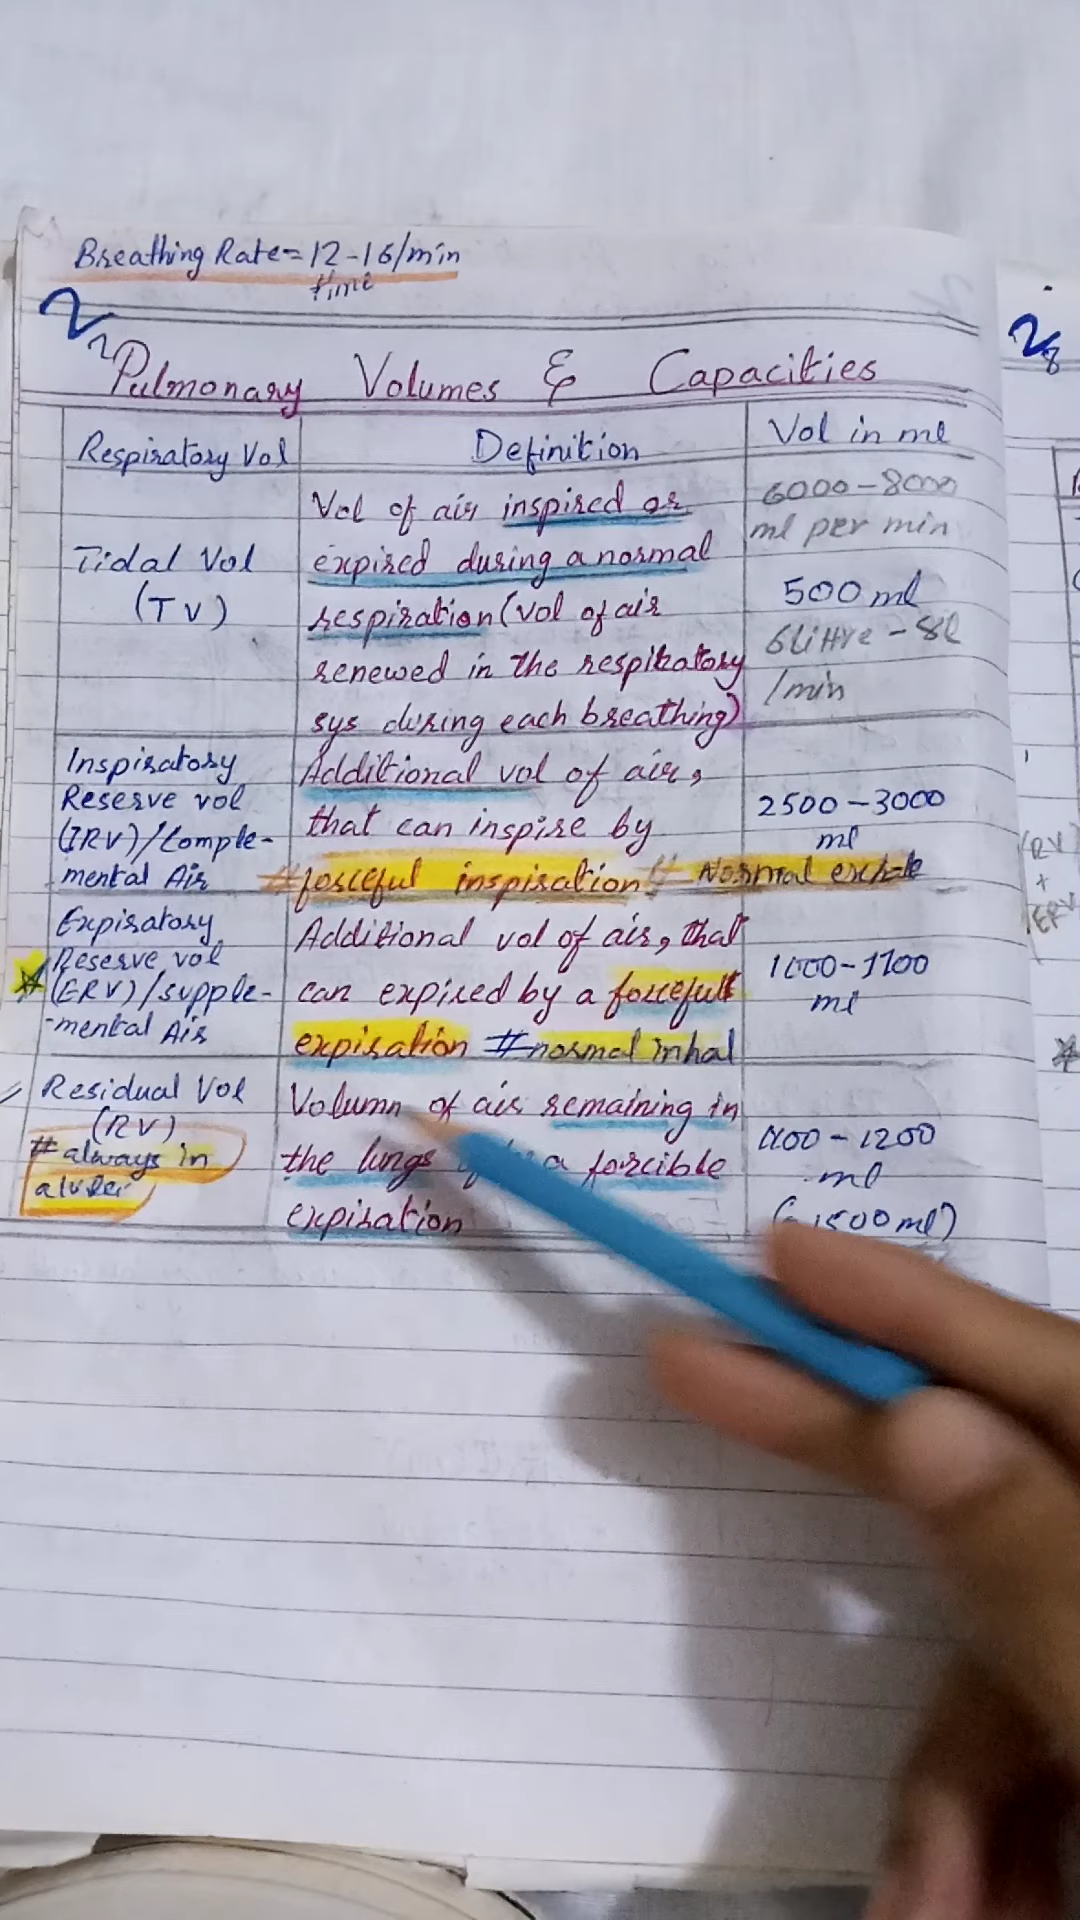 Breathing Rate = 12-16/min
time
Pulmonary Volumes & Capacities
Respiratory Vol
Definition
Vol in ml
Tidal Vol
(TV)
Vol of air inspired or
expired during a normal
respiration (vol of air
renewed in the respiratory
sys during each breathing)
6000-8000
ml per min
500 ml
6littre - 8l
/min
Inspiratory
Reserve vol
(IRV)/Comple-
mental Air
Additional vol of air,
that can inspire by
#forceful inspiration # Normal
2500-3000
ml
Expiratory
Reserve vol
(ERV)/supple-
-mental Air
Additional vol of air, that
can expired by a forcefull
expiration #normal inhal
1000-1100
ml
Residual Vol
(RV)
#always in
Volumn of air remaining in
the lungs a forcible
expiration
1100-1200
ml
1500ml)
28
(RV)
+
ERV